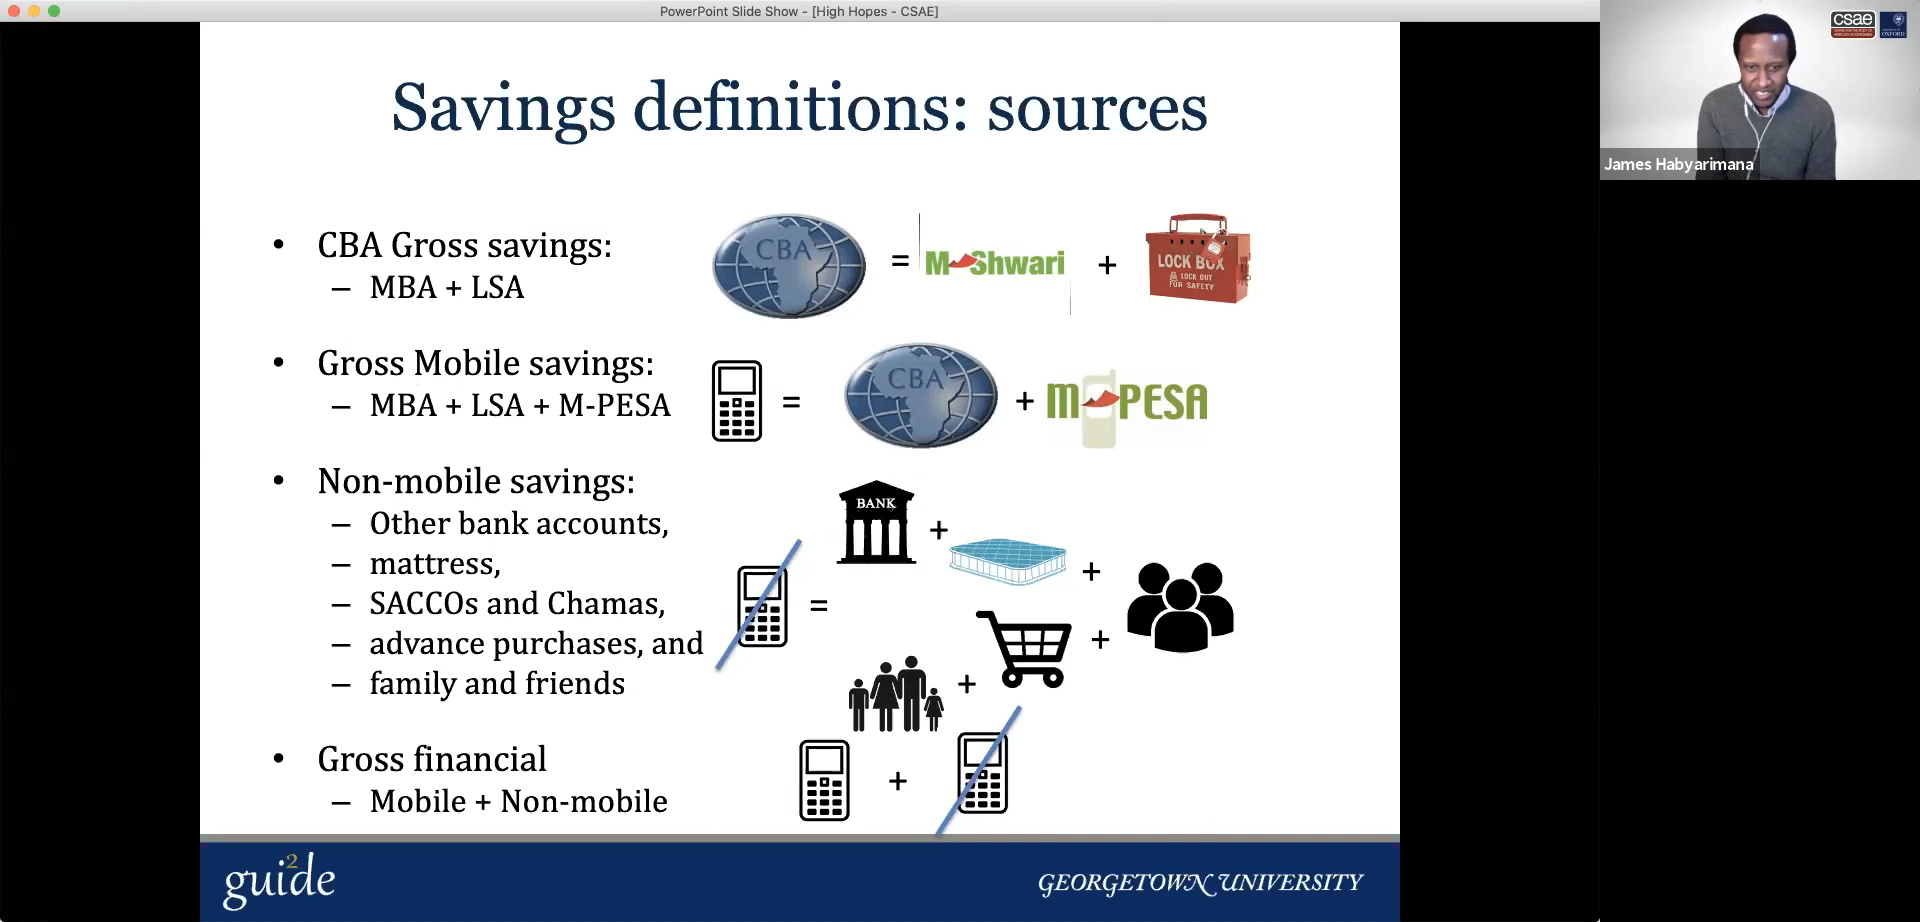 PowerPoint Slide Show - [High Hopes - CSAE]
Savings definitions: sources
• CBA Gross savings:
– MBA + LSA
CBA = M-Shwari + LOCK BOX
LOCK OUT
FOR SAFETY
• Gross Mobile savings:
– MBA + LSA + M-PESA
= CBA + M-PESA
• Non-mobile savings:
– Other bank accounts,
– mattress,
– SACCOs and Chamas,
– advance purchases, and
– family and friends
=
BANK
+
+
+
+
• Gross financial
– Mobile + Non-mobile
+
gui2de
GEORGETOWN UNIVERSITY
csae
OXFORD
James Habyarimana